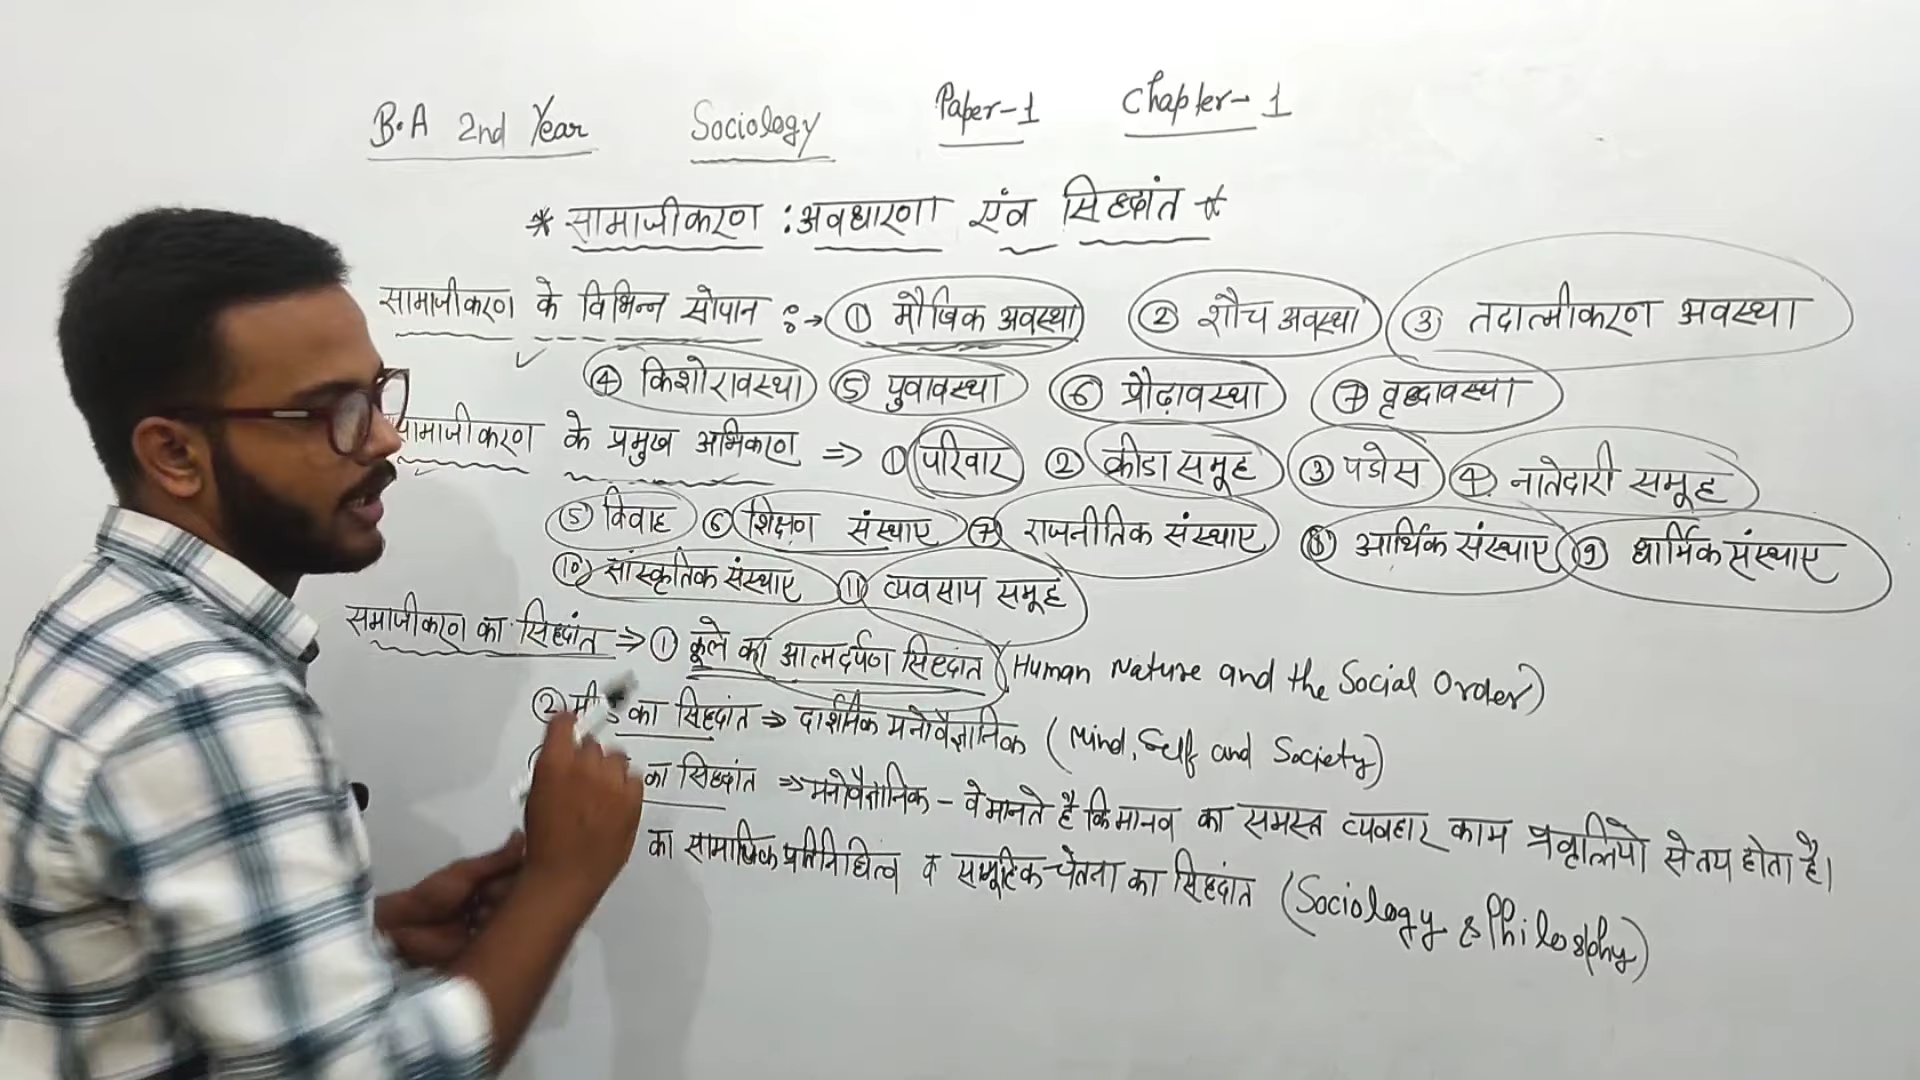 B.A 2nd Year Sociology Paper-1 Chapter-1
* सामाजीकरण : अवधारणा एंव सिद्धांत *
सामाजीकरण के विभिन्न सोपान :→ ① मौखिक अवस्था ② शौच अवस्था ③ तदात्मीकरण अवस्था
④ किशोरावस्था ⑤ युवावस्था ⑥ प्रौढ़ावस्था ⑦ वृद्धावस्था
सामाजीकरण के प्रमुख अभिकरण ⇒ ① परिवार ② क्रीडा समूह ③ पडोस ④ नातेदारी समूह
⑤ विवाह ⑥ शिक्षण संस्थाए ⑦ राजनीतिक संस्थाए ⑧ आर्थिक संस्थाए ⑨ धार्मिक संस्थाए
⑩ सांस्कृतिक संस्थाए ⑪ व्यवसाय समूह
समाजीकरण का सिद्धांत ⇒ ① कूले का आत्मदर्पण सिद्धांत (Human Nature and the Social Order)
② का सिद्धांत ⇒ दार्शनिक मनोवैज्ञानिक (Mind, Self and Society)
का सिद्धांत ⇒ मनोवैज्ञानिक - वे मानते है कि मानव का समस्त व्यवहार काम प्रवृत्तियो से तय होता है।
का सामाजिक प्रतिनिधित्व व सामूहिक चेतना का सिद्धांत (Sociology & Philosophy)